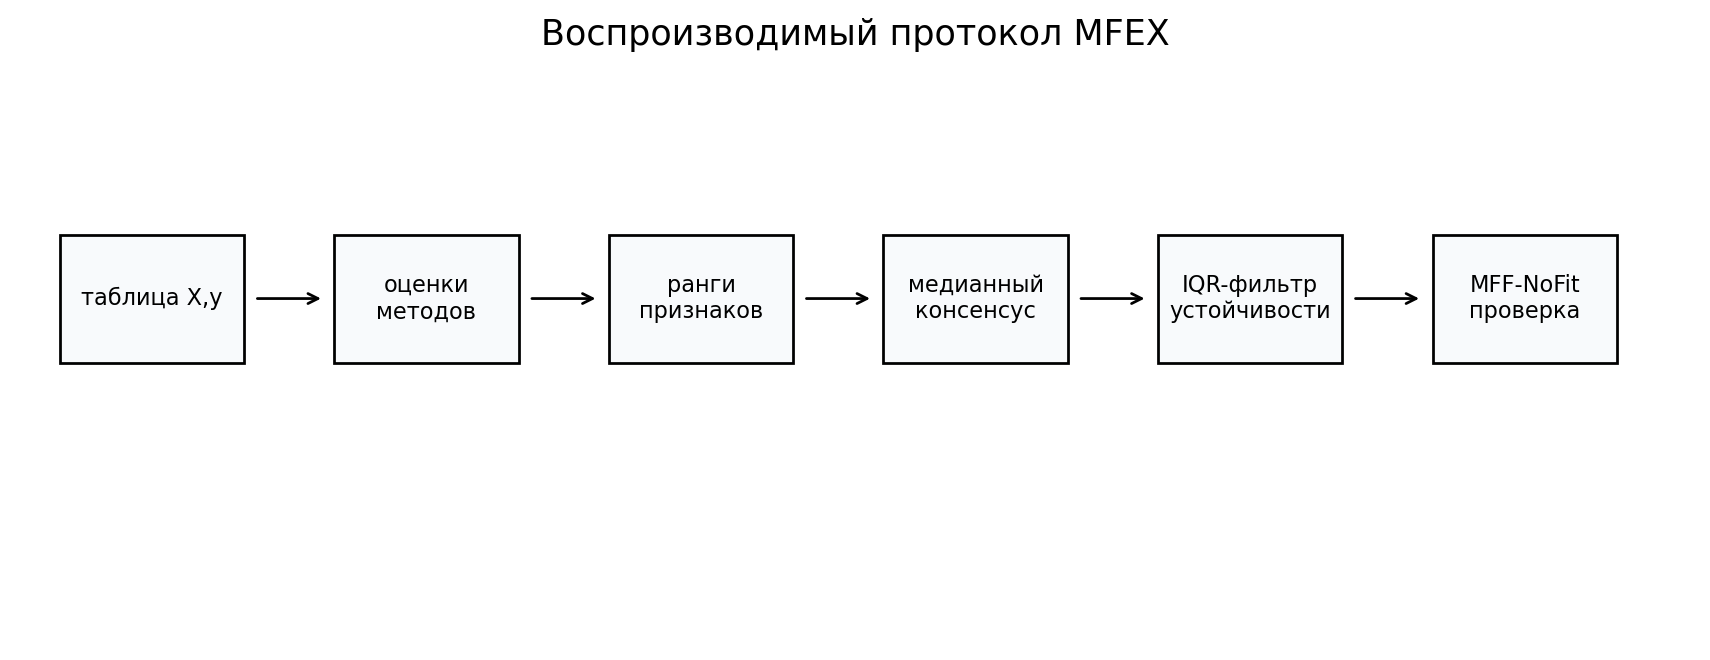 Воспроизводимый протокол MFEX
таблица X,y
оценки
методов
ранги
признаков
медианный
консенсус
IQR-фильтр
устойчивости
MFF-NoFit
проверка